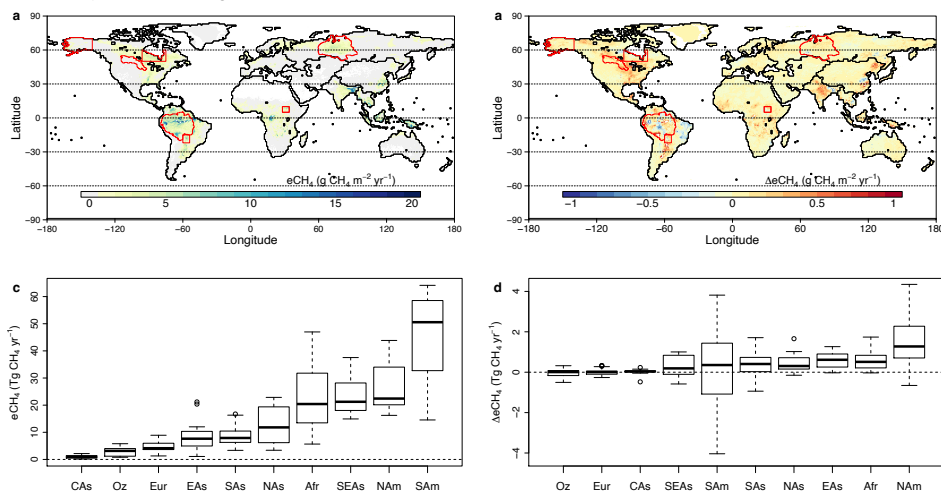 a
a
90
60
30
0
−30
−60
−90
Latitude
eCH₄ (g CH₄ m⁻² yr⁻¹)
0 5 10 15 20
−180 −120 −60 0 60 120 180
Longitude
90
60
30
0
−30
−60
−90
Latitude
ΔeCH₄ (g CH₄ m⁻² yr⁻¹)
−1 −0.5 0 0.5 1
−180 −120 −60 0 60 120 180
Longitude
c
60
50
40
30
20
10
0
eCH₄ (Tg CH₄ yr⁻¹)
CAs Oz Eur EAs SAs NAs Afr SEAs NAm SAm
d
4
2
0
−2
−4
ΔeCH₄ (Tg CH₄ yr⁻¹)
Oz Eur CAs SEAs SAm SAs NAs EAs Afr NAm